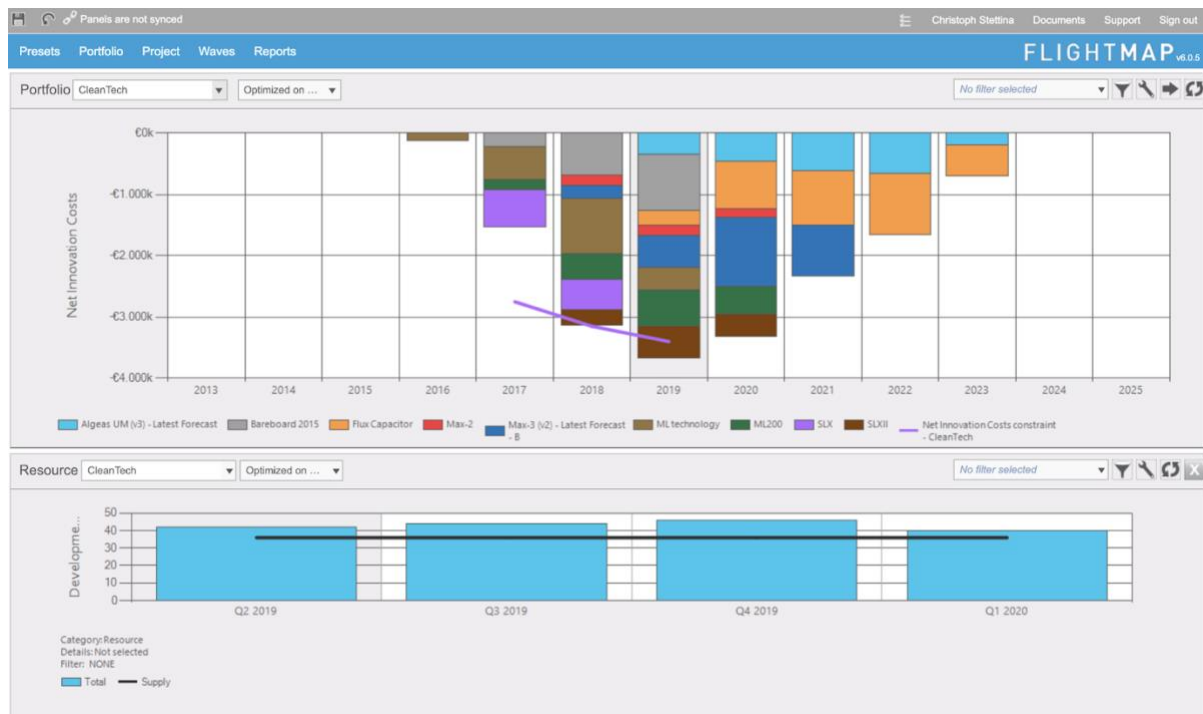 Panels are not synced Christoph Stettina Documents Support Sign out
Presets Portfolio Project Waves Reports FLIGHTMAP v6.0.5
Portfolio CleanTech Optimized on ... No filter selected
Net Innovation Costs
€0k
-€1.000k
-€2.000k
-€3.000k
-€4.000k
2013 2014 2015 2016 2017 2018 2019 2020 2021 2022 2023 2024 2025
Algeas UM (v3) - Latest Forecast Bareboard 2015 Flux Capacitor Max-2 Max-3 (v2) - Latest Forecast - B ML technology ML200 SLX SLXII Net Innovation Costs constraint - CleanTech
Resource CleanTech Optimized on ... No filter selected X
Developme...
50
40
30
20
10
0
Q2 2019 Q3 2019 Q4 2019 Q1 2020
Category:Resource
Details:Not selected
Filter: NONE
Total Supply